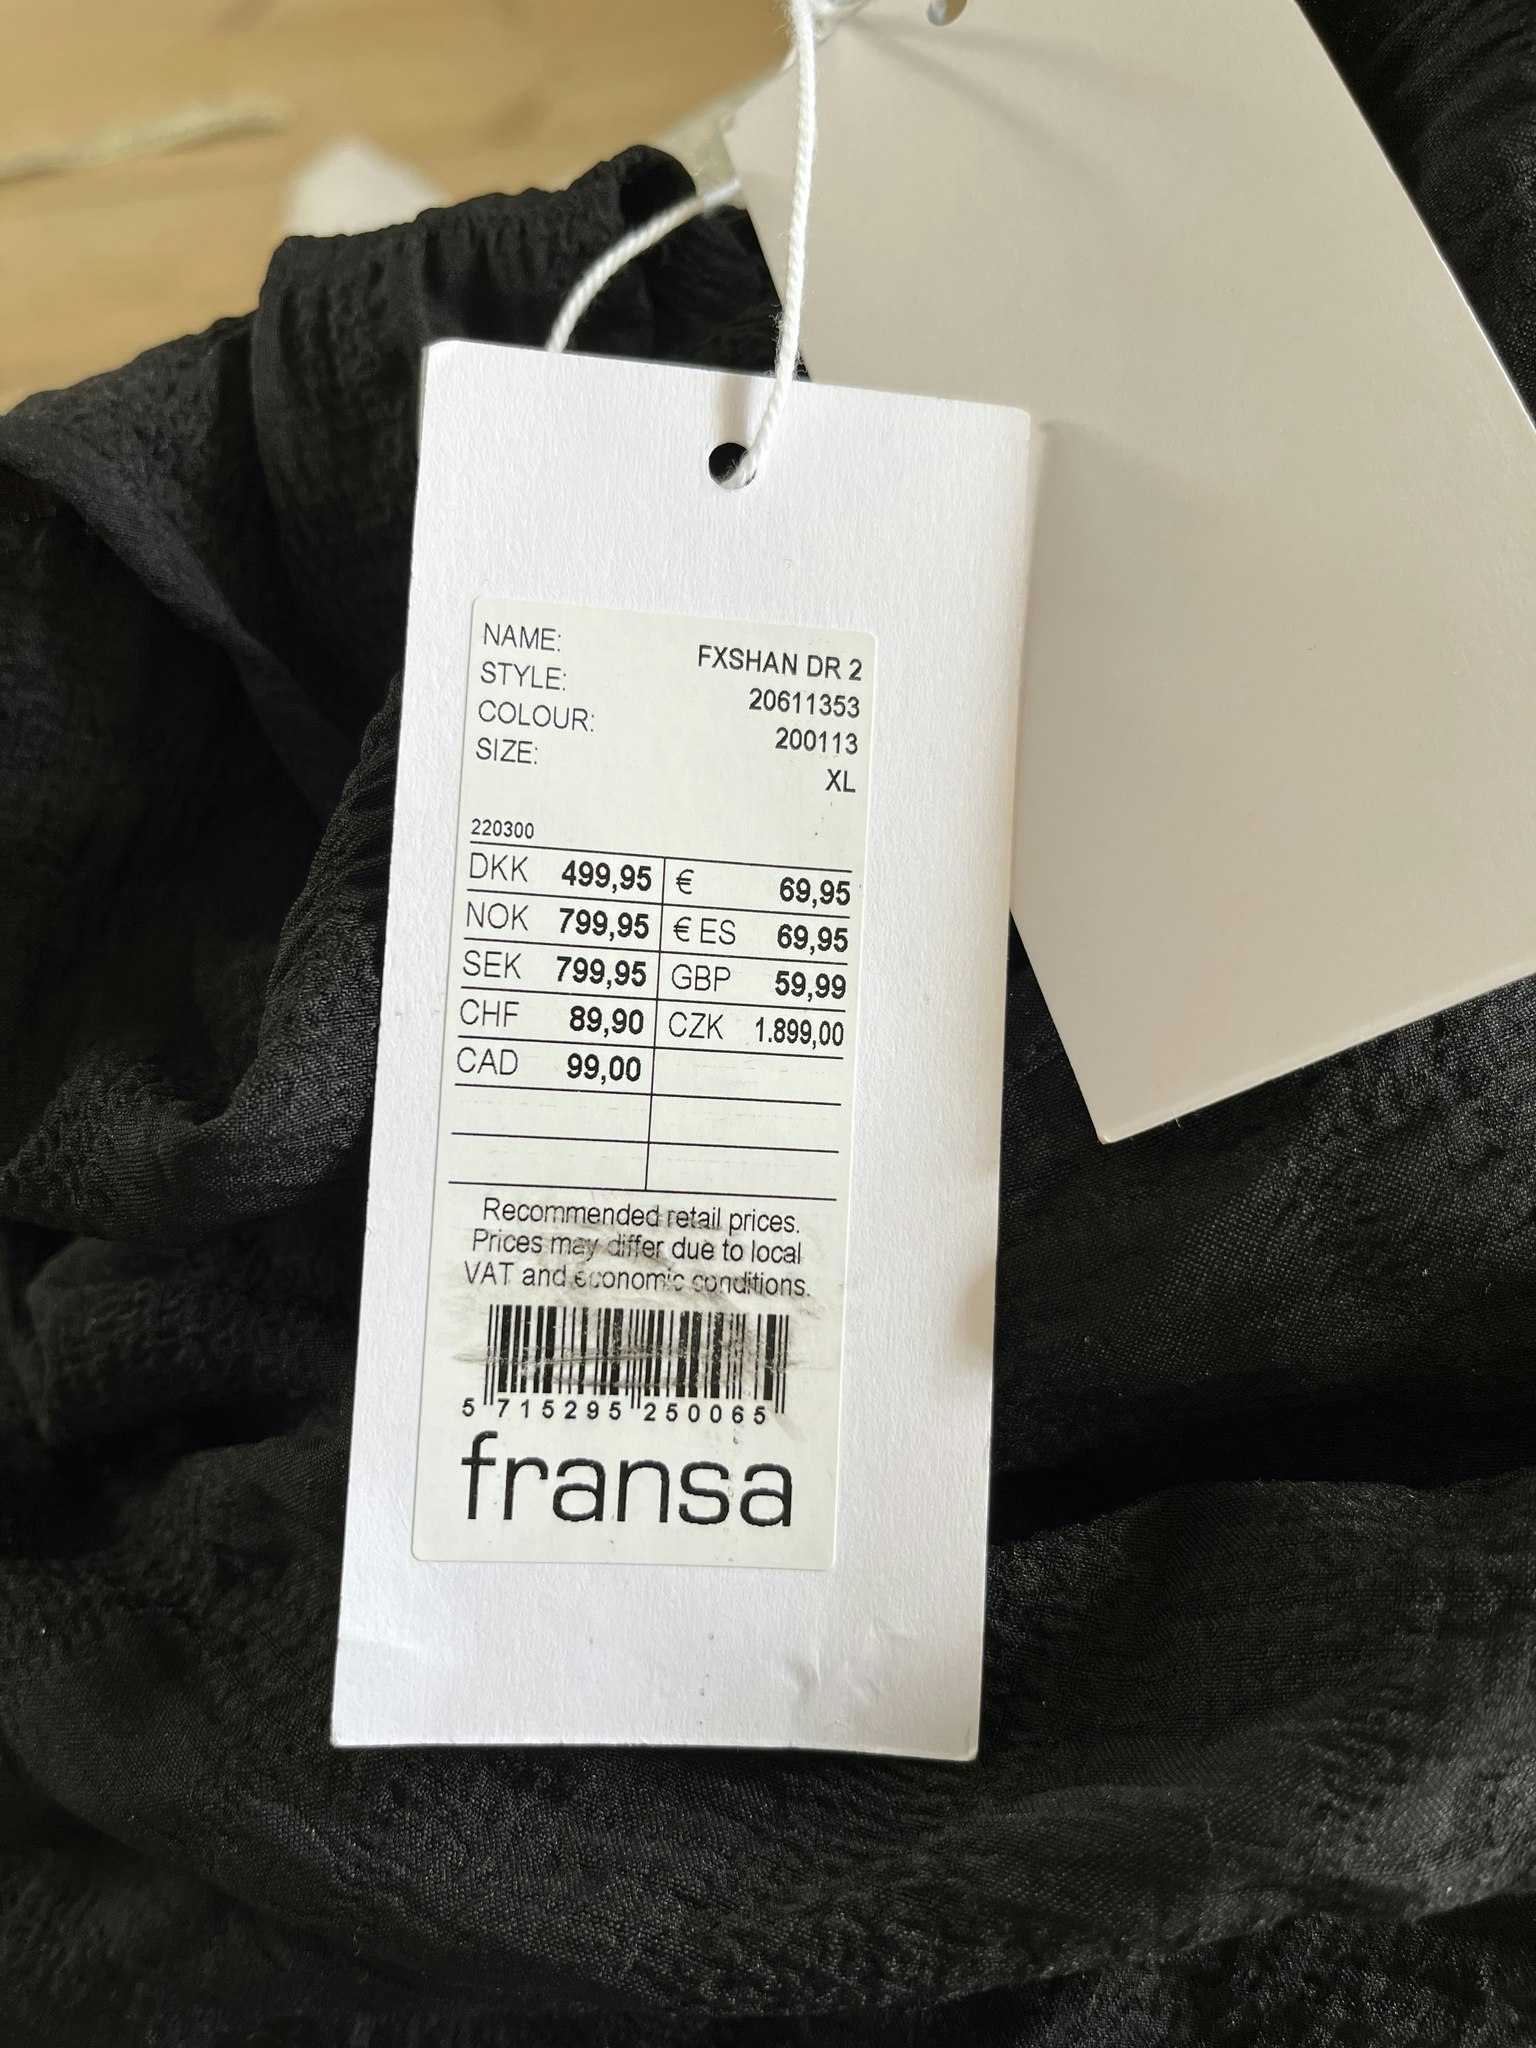 NAME: FXSHAN DR 2
STYLE: 20611353
COLOUR: 200113
SIZE: XL
220300
DKK 499,95 € 69,95
NOK 799,95 € ES 69,95
SEK 799,95 GBP 59,99
CHF 89,90 CZK 1.899,00
CAD 99,00
Recommended retail prices.
Prices may differ due to local
VAT and economic conditions.
5 715295 250065
fransa